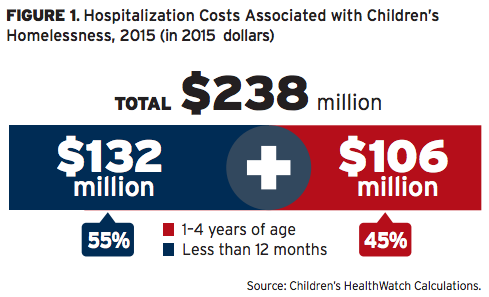 FIGURE 1. Hospitalization Costs Associated with Children's
Homelessness, 2015 (in 2015 dollars)
TOTAL $238 million
$132
million
+
$106
million
55%
1–4 years of age
Less than 12 months
45%
Source: Children's HealthWatch Calculations.